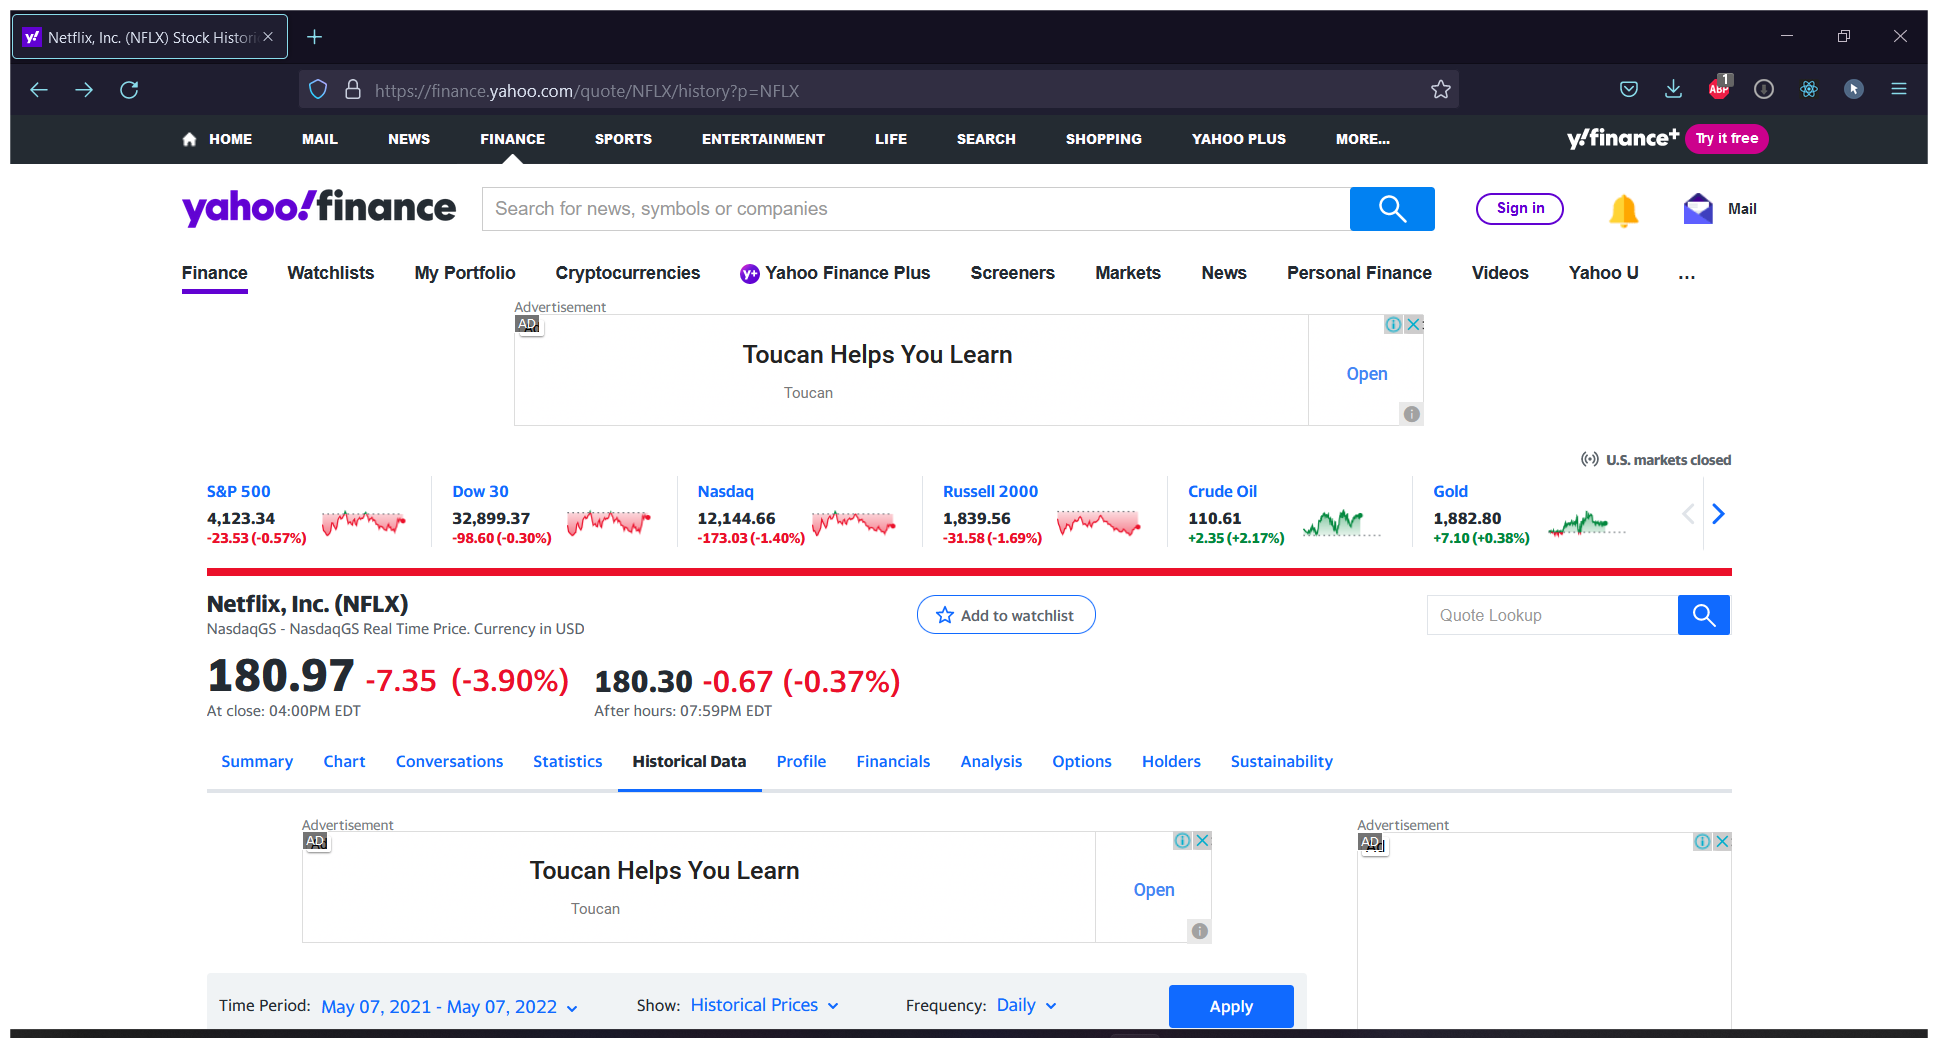 Netflix, Inc. (NFLX) Stock Histori
https://finance.yahoo.com/quote/NFLX/history?p=NFLX
1
ABP
HOME MAIL NEWS FINANCE SPORTS ENTERTAINMENT LIFE SEARCH SHOPPING YAHOO PLUS MORE... y!finance+ Try it free
yahoo!finance Search for news, symbols or companies Sign in Mail
Finance Watchlists My Portfolio Cryptocurrencies y+ Yahoo Finance Plus Screeners Markets News Personal Finance Videos Yahoo U ...
Advertisement
AD
Ad
Toucan Helps You Learn
Toucan
Open
U.S. markets closed
S&P 500 Dow 30 Nasdaq Russell 2000 Crude Oil Gold
4,123.34 32,899.37 12,144.66 1,839.56 110.61 1,882.80
-23.53 (-0.57%) -98.60 (-0.30%) -173.03 (-1.40%) -31.58 (-1.69%) +2.35 (+2.17%) +7.10 (+0.38%)
Netflix, Inc. (NFLX)
NasdaqGS - NasdaqGS Real Time Price. Currency in USD
Add to watchlist
Quote Lookup
180.97 -7.35 (-3.90%) 180.30 -0.67 (-0.37%)
At close: 04:00PM EDT After hours: 07:59PM EDT
Summary Chart Conversations Statistics Historical Data Profile Financials Analysis Options Holders Sustainability
Advertisement
AD
Ad
Toucan Helps You Learn
Toucan
Open
Advertisement
AD
Ad
Time Period: May 07, 2021 - May 07, 2022 Show: Historical Prices Frequency: Daily Apply